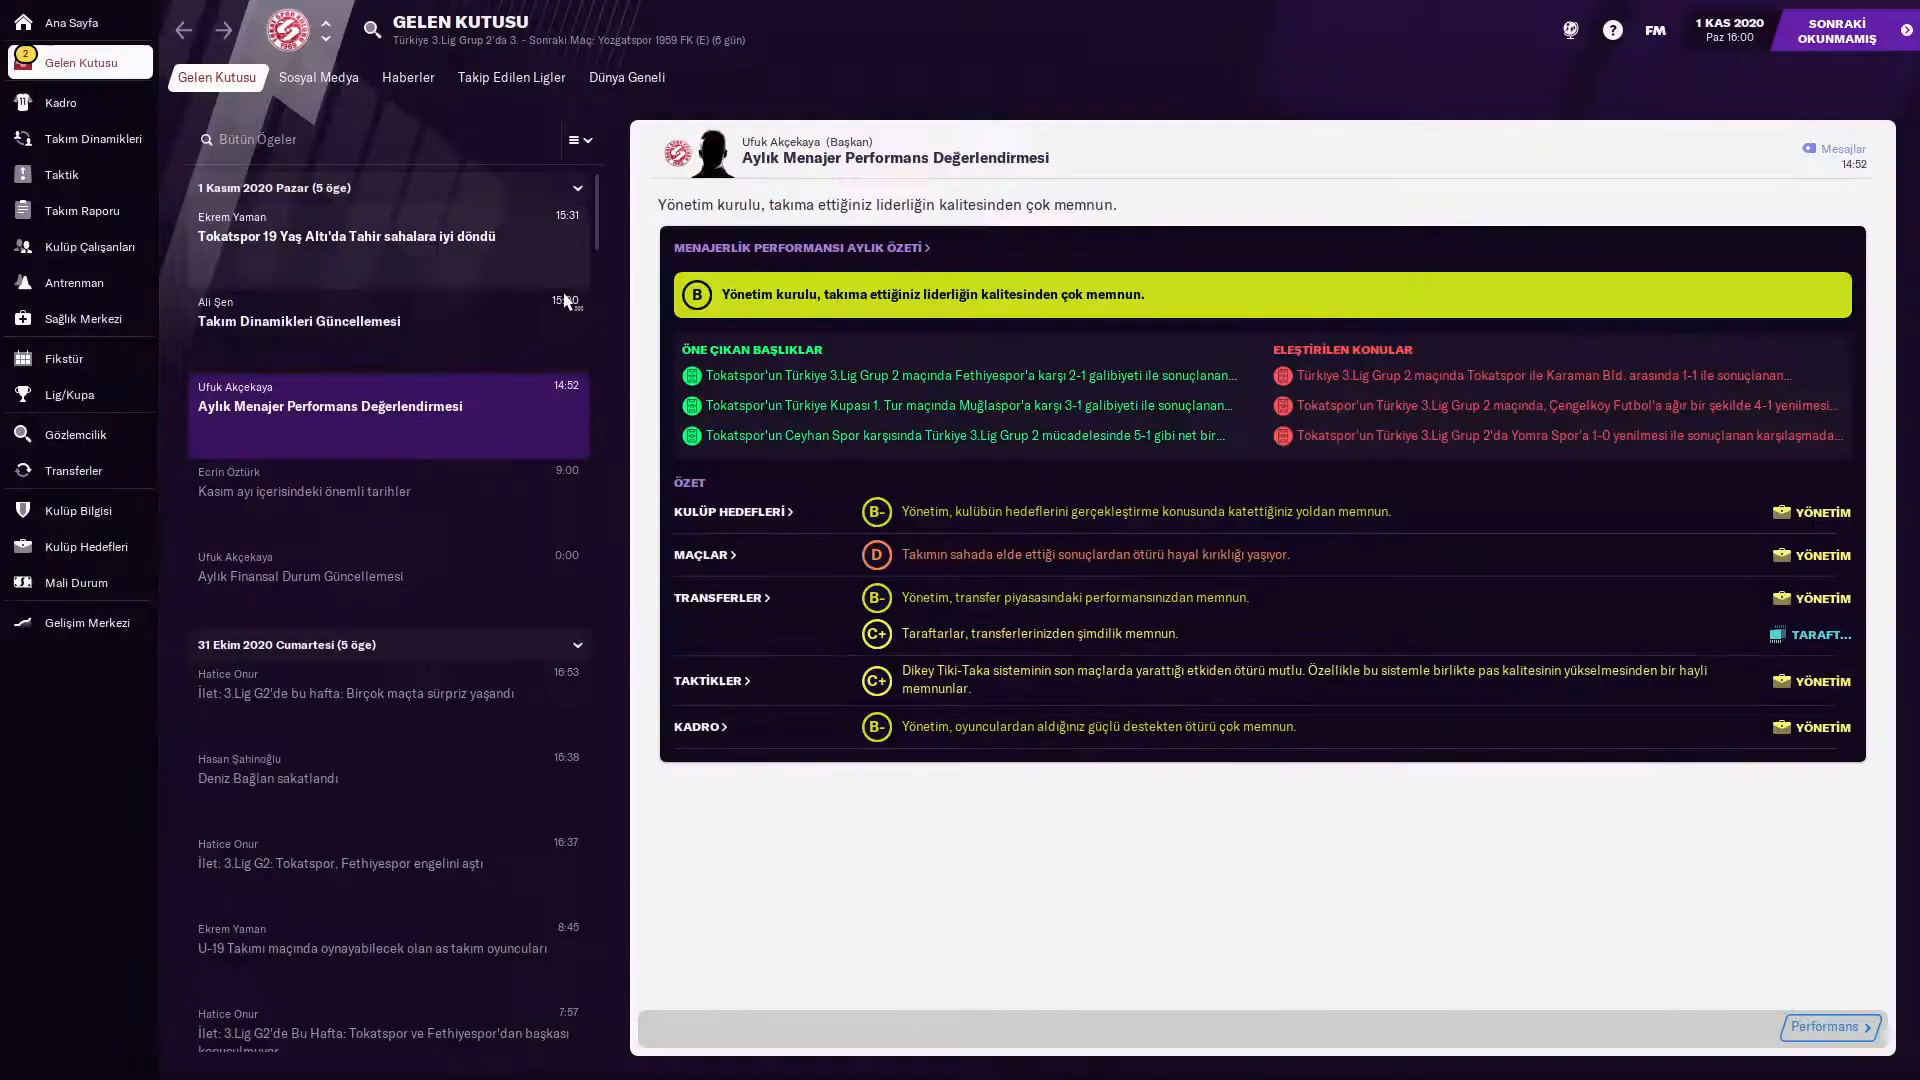 Ana Sayfa
2
Gelen Kutusu
Kadro
Takım Dinamikleri
Taktik
Takım Raporu
Kulüp Çalışanları
Antrenman
Sağlık Merkezi
Fikstür
Lig/Kupa
Gözlemcilik
Transferler
Kulüp Bilgisi
Kulüp Hedefleri
Mali Durum
Gelişim Merkezi
GELEN KUTUSU
Türkiye 3.Lig Grup 2'da 3. - Sonraki Maç: Yozgatspor 1959 FK (E) (6 gün)
FM
1 KAS 2020
Paz 16:00
SONRAKİ
OKUNMAMIŞ
Gelen Kutusu Sosyal Medya Haberler Takip Edilen Ligler Dünya Geneli
Bütün Ögeler
1 Kasım 2020 Pazar (5 öge)
Ekrem Yaman 15:31
Tokatspor 19 Yaş Altı'da Tahir sahalara iyi döndü
Ali Şen
Takım Dinamikleri Güncellemesi
Ufuk Akçekaya 14:52
Aylık Menajer Performans Değerlendirmesi
Ecrin Öztürk 9:00
Kasım ayı içerisindeki önemli tarihler
Ufuk Akçekaya 0:00
Aylık Finansal Durum Güncellemesi
31 Ekim 2020 Cumartesi (5 öge)
Hatice Onur 16:53
İlet: 3.Lig G2'de bu hafta: Birçok maçta sürpriz yaşandı
Hasan Şahinoğlu 16:38
Deniz Bağlan sakatlandı
Hatice Onur 16:37
İlet: 3.Lig G2: Tokatspor, Fethiyespor engelini aştı
Ekrem Yaman 8:45
U-19 Takımı maçında oynayabilecek olan as takım oyuncuları
Hatice Onur 7:57
İlet: 3.Lig G2'de Bu Hafta: Tokatspor ve Fethiyespor'dan başkası
konuşulmuyor
Ufuk Akçekaya (Başkan)
Aylık Menajer Performans Değerlendirmesi
Mesajlar
14:52
Yönetim kurulu, takıma ettiğiniz liderliğin kalitesinden çok memnun.
MENAJERLİK PERFORMANSI AYLIK ÖZETİ >
B Yönetim kurulu, takıma ettiğiniz liderliğin kalitesinden çok memnun.
ÖNE ÇIKAN BAŞLIKLAR
Tokatspor'un Türkiye 3.Lig Grup 2 maçında Fethiyespor'a karşı 2-1 galibiyeti ile sonuçlanan...
Tokatspor'un Türkiye Kupası 1. Tur maçında Muğlaspor'a karşı 3-1 galibiyeti ile sonuçlanan...
Tokatspor'un Ceyhan Spor karşısında Türkiye 3.Lig Grup 2 mücadelesinde 5-1 gibi net bir...
ELEŞTİRİLEN KONULAR
Türkiye 3.Lig Grup 2 maçında Tokatspor ile Karaman Bld. arasında 1-1 ile sonuçlanan...
Tokatspor'un Türkiye 3.Lig Grup 2 maçında, Çengelköy Futbol'a ağır bir şekilde 4-1 yenilmesi...
Tokatspor'un Türkiye 3.Lig Grup 2'da Yomra Spor'a 1-0 yenilmesi ile sonuçlanan karşılaşmada...
ÖZET
KULÜP HEDEFLERİ > B- Yönetim, kulübün hedeflerini gerçekleştirme konusunda katettiğiniz yoldan memnun. YÖNETİM
MAÇLAR > D Takımın sahada elde ettiği sonuçlardan ötürü hayal kırıklığı yaşıyor. YÖNETİM
TRANSFERLER > B- Yönetim, transfer piyasasındaki performansınızdan memnun. YÖNETİM
C+ Taraftarlar, transferlerinizden şimdilik memnun. TARAFT...
TAKTİKLER > C+ Dikey Tiki-Taka sisteminin son maçlarda yarattığı etkiden ötürü mutlu. Özellikle bu sistemle birlikte pas kalitesinin yükselmesinden bir hayli
memnunlar. YÖNETİM
KADRO > B- Yönetim, oyunculardan aldığınız güçlü destekten ötürü çok memnun. YÖNETİM
Performans >